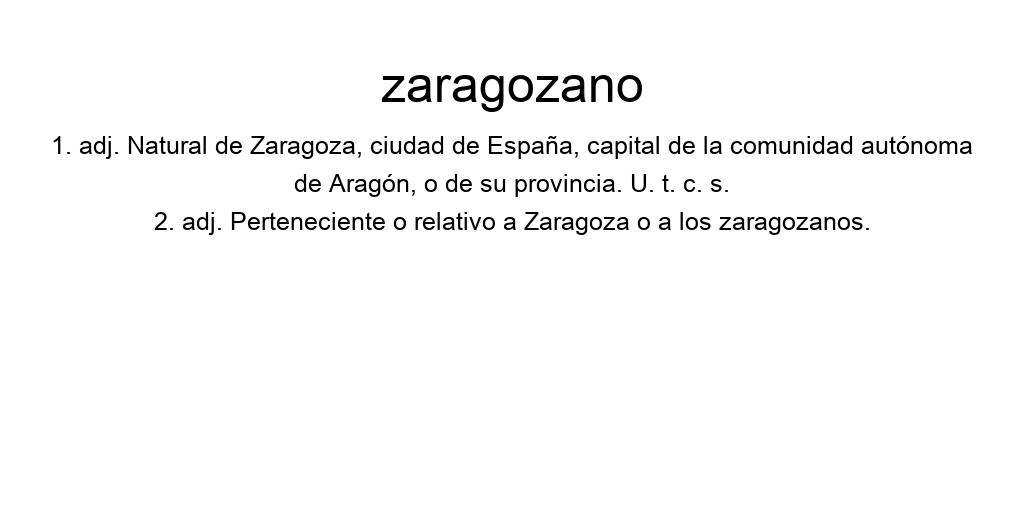 zaragozano
1. adj. Natural de Zaragoza, ciudad de España, capital de la comunidad autónoma
de Aragón, o de su provincia. U. t. c. s.
2. adj. Perteneciente o relativo a Zaragoza o a los zaragozanos.